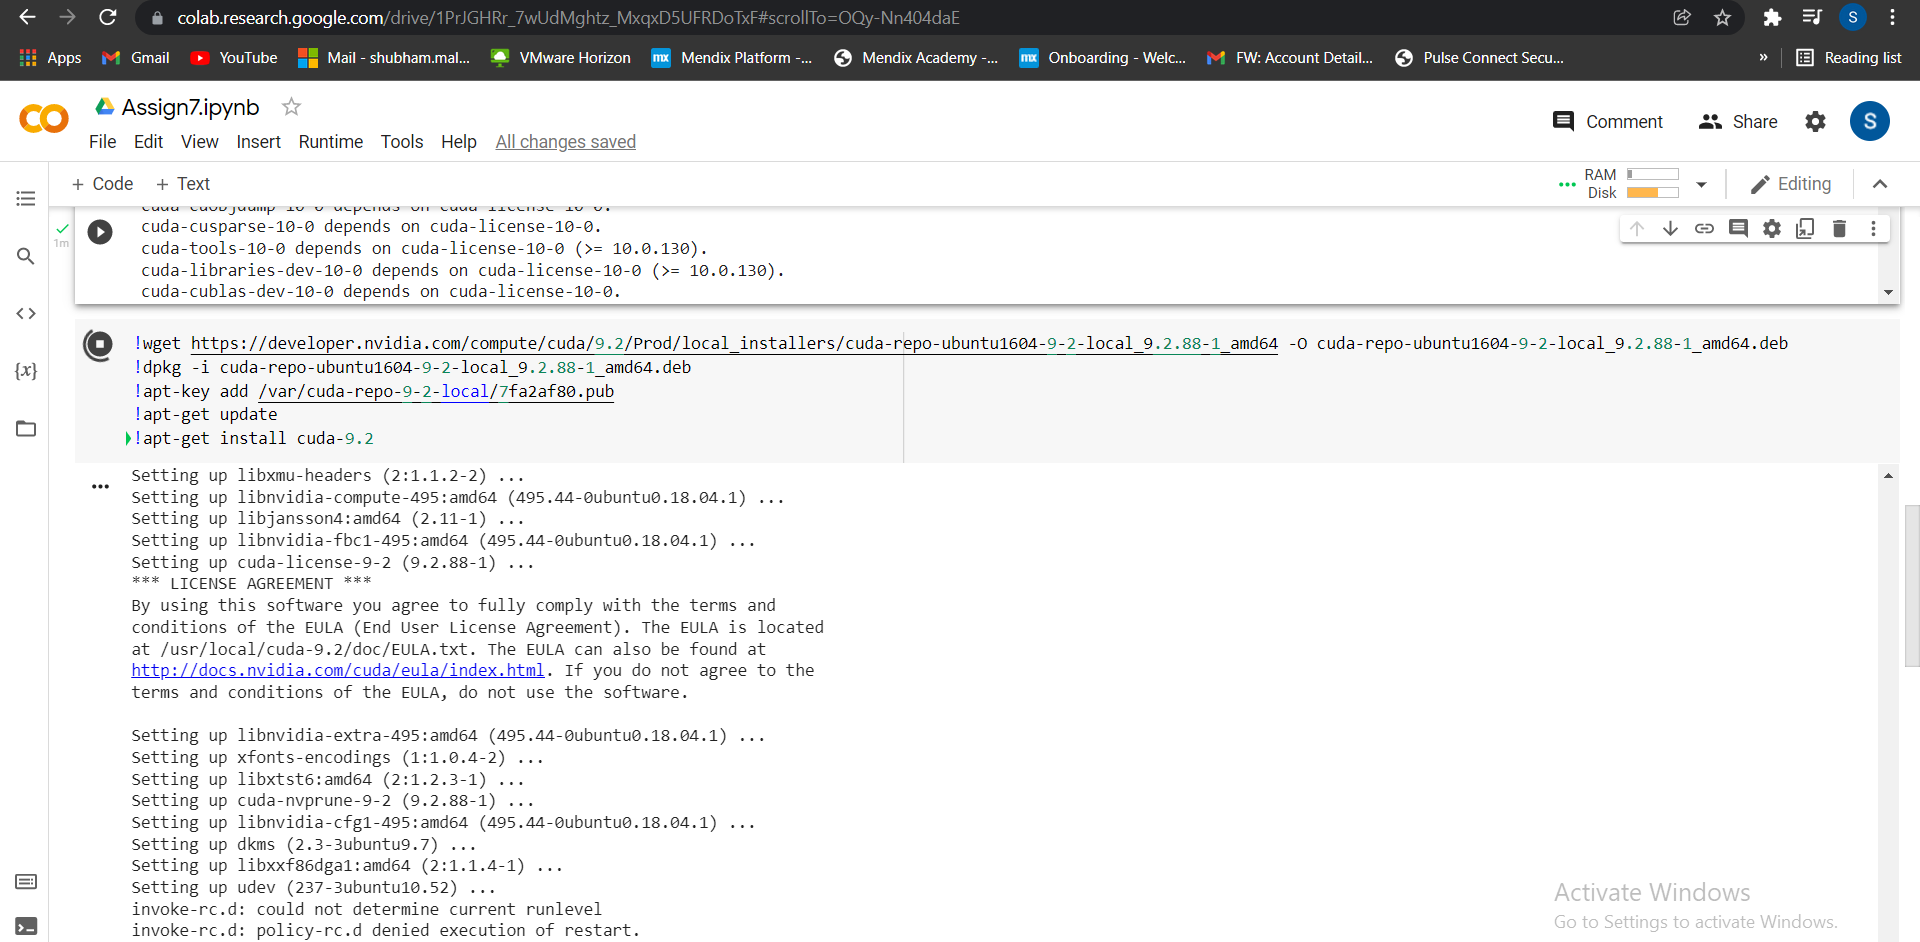 colab.research.google.com/drive/1PrJGHRr_7wUdMghtz_MxqxD5UFRDoTxF#scrollTo=OQy-Nn404daE
S
Apps Gmail YouTube Mail - shubham.mal... VMware Horizon mx Mendix Platform -... Mendix Academy -... mx Onboarding - Welc... FW: Account Detail... Pulse Connect Secu... » Reading list
Assign7.ipynb
File Edit View Insert Runtime Tools Help All changes saved
Comment Share S
+ Code + Text
RAM
Disk
Editing
cuda-cuobjdump-10-0 depends on cuda-license-10-0.
1m
cuda-cusparse-10-0 depends on cuda-license-10-0.
cuda-tools-10-0 depends on cuda-license-10-0 (>= 10.0.130).
cuda-libraries-dev-10-0 depends on cuda-license-10-0 (>= 10.0.130).
cuda-cublas-dev-10-0 depends on cuda-license-10-0.
!wget https://developer.nvidia.com/compute/cuda/9.2/Prod/local_installers/cuda-repo-ubuntu1604-9-2-local_9.2.88-1_amd64 -O cuda-repo-ubuntu1604-9-2-local_9.2.88-1_amd64.deb
!dpkg -i cuda-repo-ubuntu1604-9-2-local_9.2.88-1_amd64.deb
!apt-key add /var/cuda-repo-9-2-local/7fa2af80.pub
!apt-get update
!apt-get install cuda-9.2
Setting up libxmu-headers (2:1.1.2-2) ...
Setting up libnvidia-compute-495:amd64 (495.44-0ubuntu0.18.04.1) ...
Setting up libjansson4:amd64 (2.11-1) ...
Setting up libnvidia-fbc1-495:amd64 (495.44-0ubuntu0.18.04.1) ...
Setting up cuda-license-9-2 (9.2.88-1) ...
*** LICENSE AGREEMENT ***
By using this software you agree to fully comply with the terms and
conditions of the EULA (End User License Agreement). The EULA is located
at /usr/local/cuda-9.2/doc/EULA.txt. The EULA can also be found at
http://docs.nvidia.com/cuda/eula/index.html. If you do not agree to the
terms and conditions of the EULA, do not use the software.
Setting up libnvidia-extra-495:amd64 (495.44-0ubuntu0.18.04.1) ...
Setting up xfonts-encodings (1:1.0.4-2) ...
Setting up libxtst6:amd64 (2:1.2.3-1) ...
Setting up cuda-nvprune-9-2 (9.2.88-1) ...
Setting up libnvidia-cfg1-495:amd64 (495.44-0ubuntu0.18.04.1) ...
Setting up dkms (2.3-3ubuntu9.7) ...
Setting up libxxf86dga1:amd64 (2:1.1.4-1) ...
Setting up udev (237-3ubuntu10.52) ...
invoke-rc.d: could not determine current runlevel
invoke-rc.d: policy-rc.d denied execution of restart.
Activate Windows
Go to Settings to activate Windows.